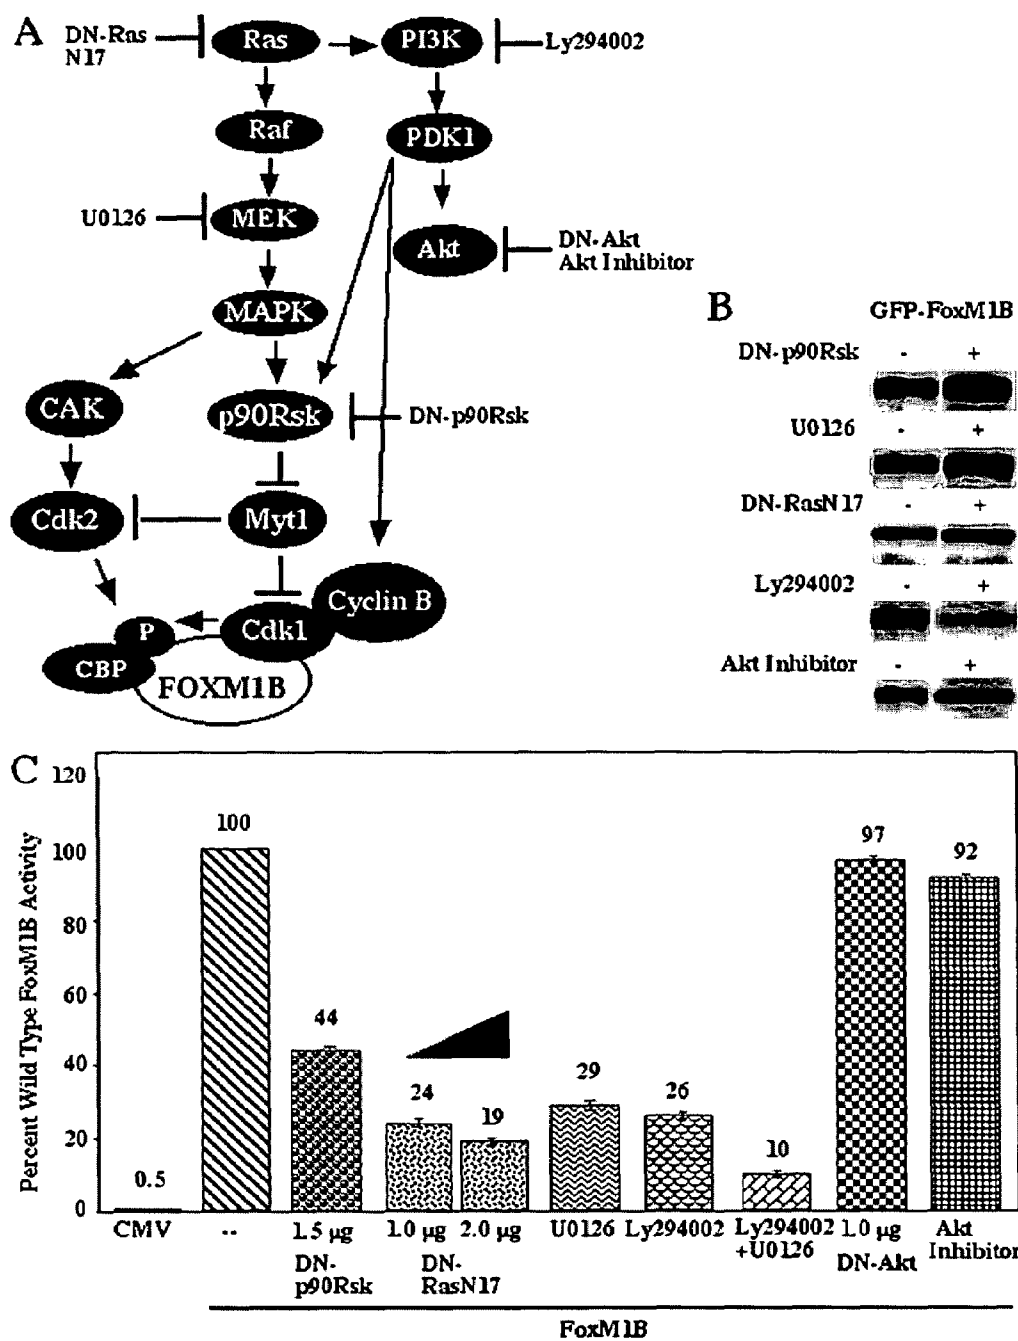 A
DN-Ras
N17
Ras
PI3K
Ly294002
Raf
PDK1
U0126
MEK
Akt
DN-Akt
Akt Inhibitor
MAPK
CAK
p90Rsk
DN-p90Rsk
Cdk2
Myt1
Cyclin B
P
Cdk1
CBP
FOXM1B
B
GFP-FoxM1B
DN-p90Rsk - +
U0126 - +
DN-RasN17 - +
Ly294002 - +
Akt Inhibitor - +
C
Percent Wild Type FoxM1B Activity
120
100
80
60
40
20
0
0.5
100
44
24
19
29
26
10
97
92
CMV
--
1.5 µg
DN-
p90Rsk
1.0 µg
2.0 µg
DN-
RasN17
U0126
Ly294002
Ly294002
+U0126
1.0 µg
DN-Akt
Akt
Inhibitor
FoxM1B